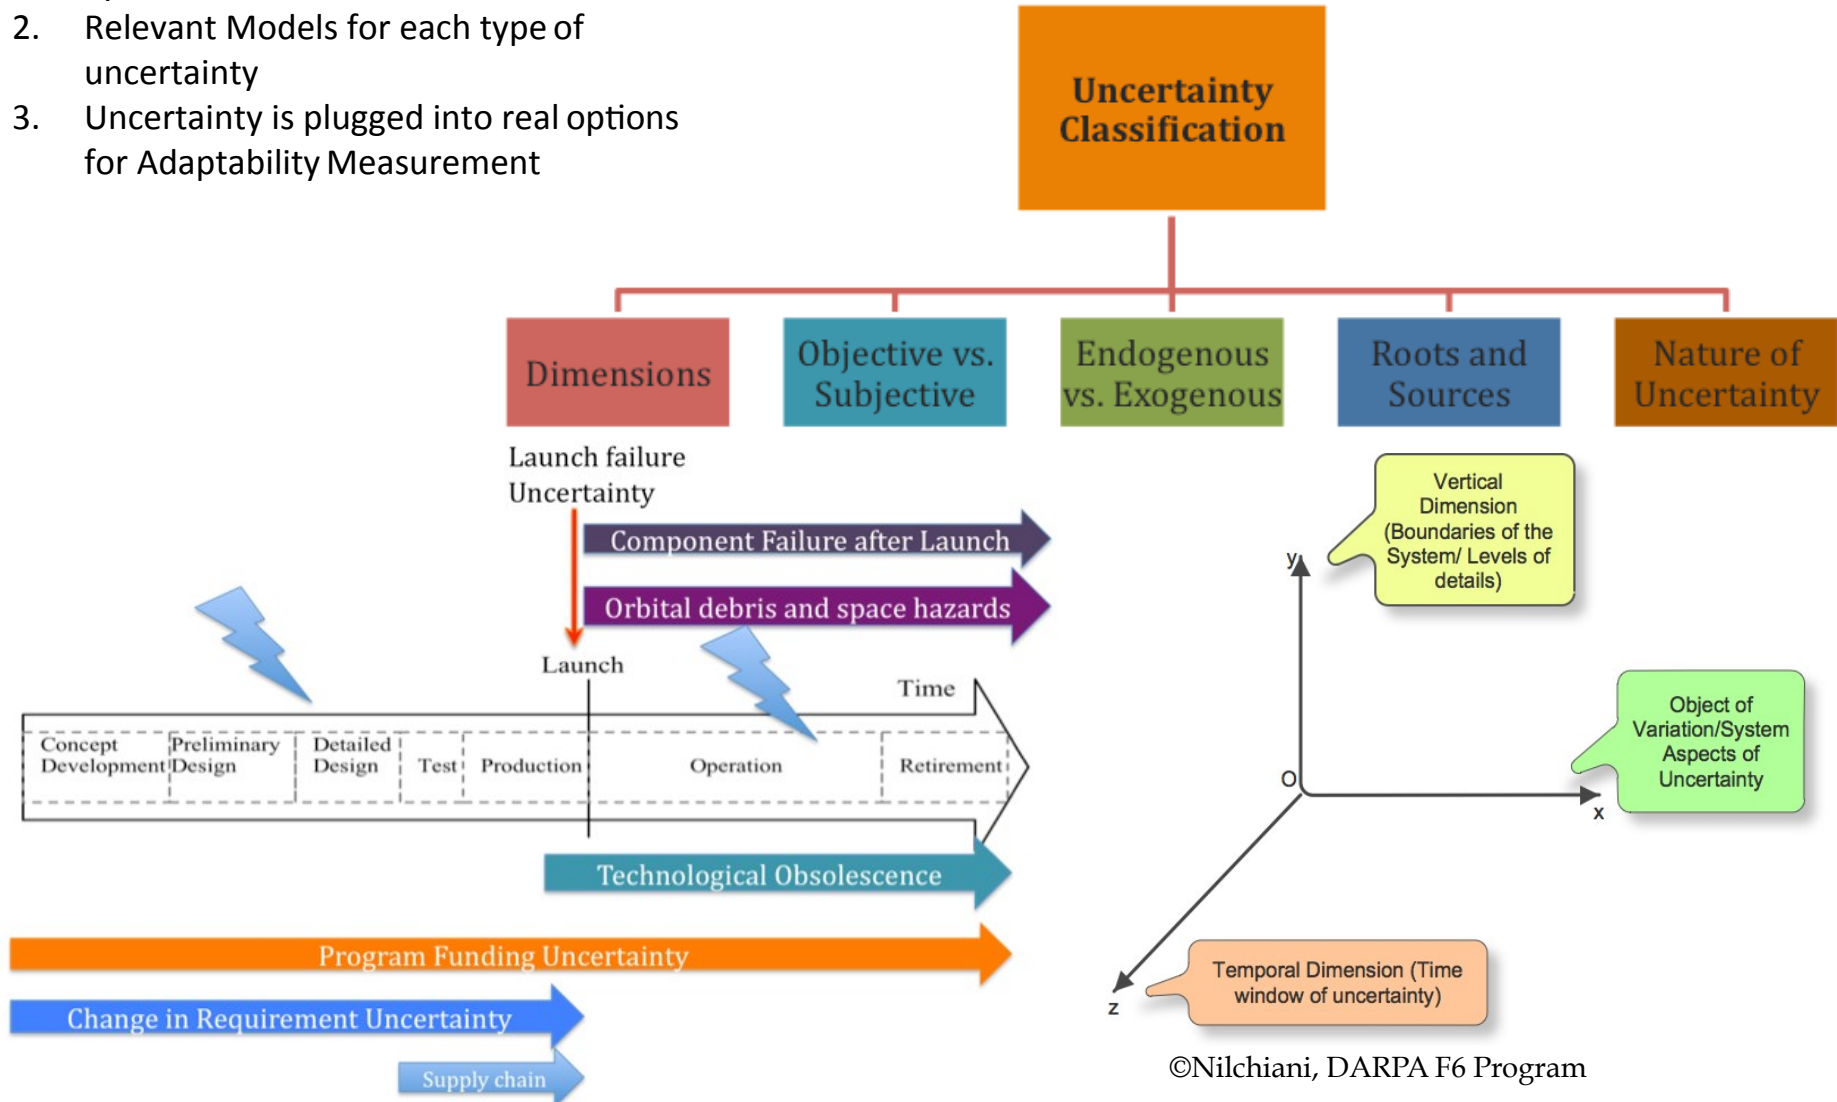 2. Relevant Models for each type of
uncertainty
3. Uncertainty is plugged into real options
for Adaptability Measurement
Uncertainty
Classification
Dimensions
Objective vs.
Subjective
Endogenous
vs. Exogenous
Roots and
Sources
Nature of
Uncertainty
Launch failure
Uncertainty
Component Failure after Launch
Orbital debris and space hazards
Launch
Time
Concept
Development
Preliminary
Design
Detailed
Design
Test
Production
Operation
Retirement
Technological Obsolescence
Program Funding Uncertainty
Change in Requirement Uncertainty
Supply chain
Vertical
Dimension
(Boundaries of the
System/ Levels of
details)
y
Object of
Variation/System
Aspects of
Uncertainty
O
x
Temporal Dimension (Time
window of uncertainty)
z
©Nilchiani, DARPA F6 Program